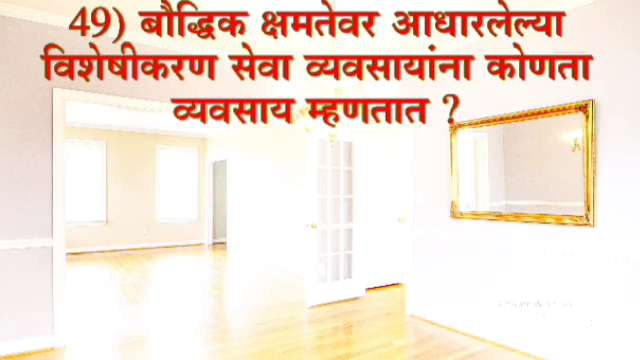 49) बौद्धिक क्षमतेवर आधारलेल्या
विशेषीकरण सेवा व्यवसायांना कोणता
व्यवसाय म्हणतात ?